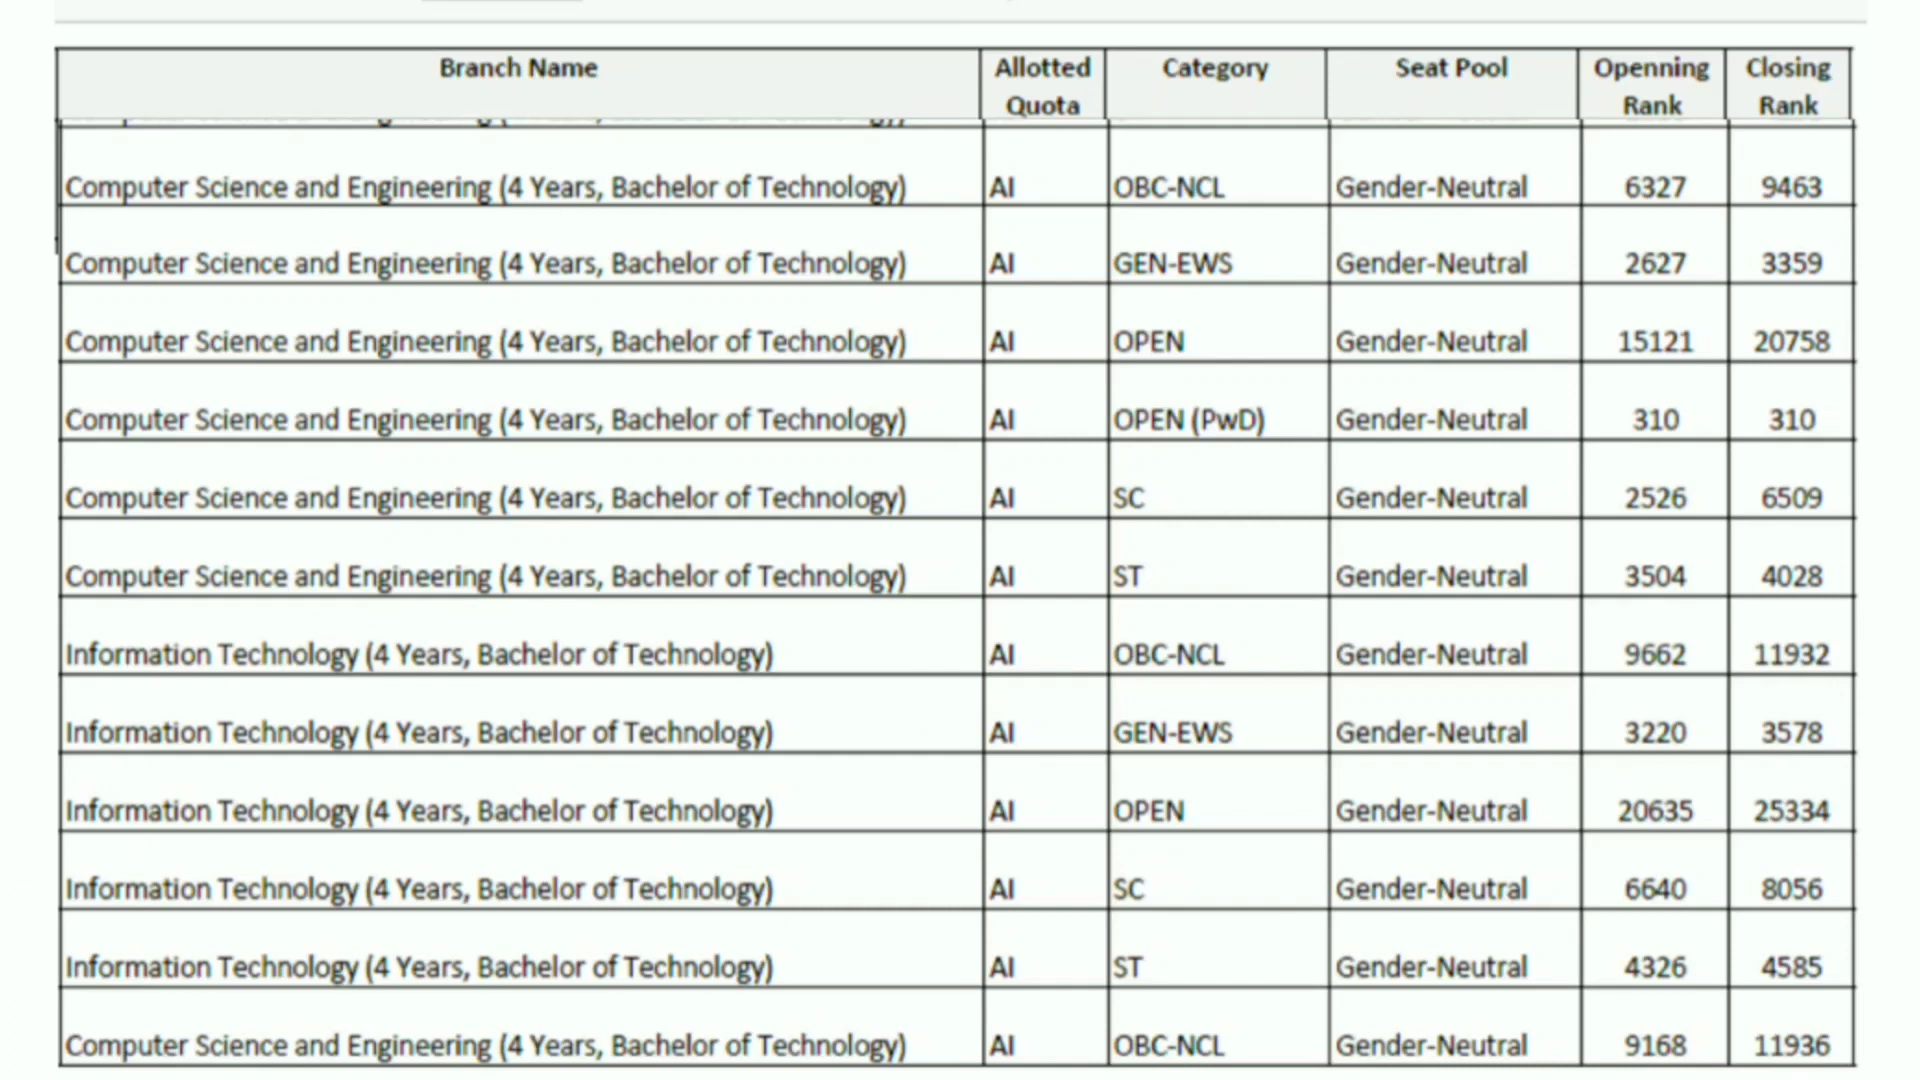 Branch Name Allotted Quota Category Seat Pool Openning Rank Closing Rank
Computer Science and Engineering (4 Years, Bachelor of Technology) AI OBC-NCL Gender-Neutral 6327 9463
Computer Science and Engineering (4 Years, Bachelor of Technology) AI GEN-EWS Gender-Neutral 2627 3359
Computer Science and Engineering (4 Years, Bachelor of Technology) AI OPEN Gender-Neutral 15121 20758
Computer Science and Engineering (4 Years, Bachelor of Technology) AI OPEN (PwD) Gender-Neutral 310 310
Computer Science and Engineering (4 Years, Bachelor of Technology) AI SC Gender-Neutral 2526 6509
Computer Science and Engineering (4 Years, Bachelor of Technology) AI ST Gender-Neutral 3504 4028
Information Technology (4 Years, Bachelor of Technology) AI OBC-NCL Gender-Neutral 9662 11932
Information Technology (4 Years, Bachelor of Technology) AI GEN-EWS Gender-Neutral 3220 3578
Information Technology (4 Years, Bachelor of Technology) AI OPEN Gender-Neutral 20635 25334
Information Technology (4 Years, Bachelor of Technology) AI SC Gender-Neutral 6640 8056
Information Technology (4 Years, Bachelor of Technology) AI ST Gender-Neutral 4326 4585
Computer Science and Engineering (4 Years, Bachelor of Technology) AI OBC-NCL Gender-Neutral 9168 11936